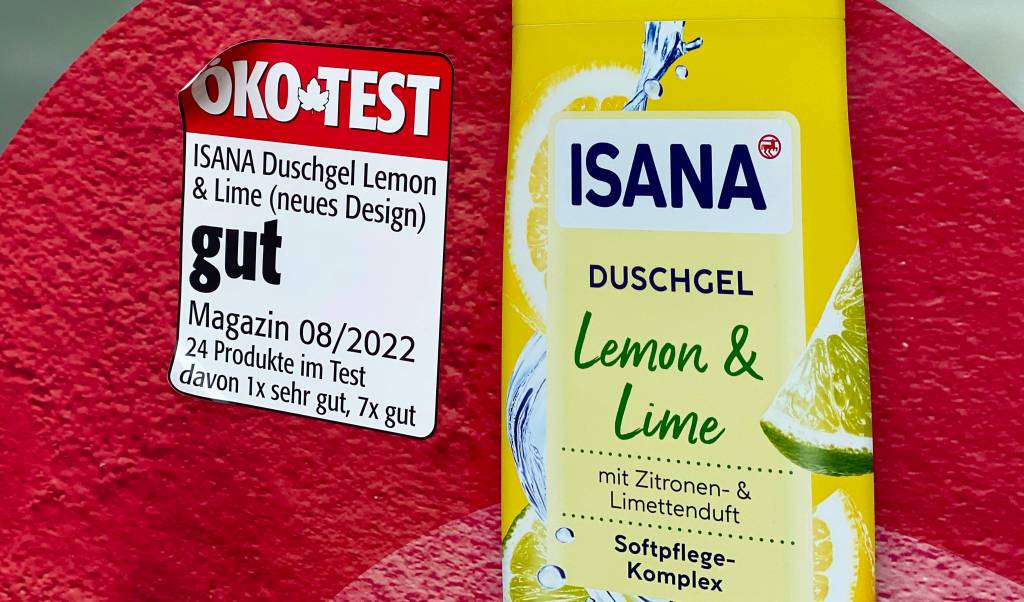 ÖKO TEST
ISANA Duschgel Lemon
& Lime (neues Design)
gut
Magazin 08/2022
24 Produkte im Test
davon 1x sehr gut, 7x gut
ISANA
DUSCHGEL
Lemon &
Lime
mit Zitronen- &
Limettenduft
Softpflege-
Komplex